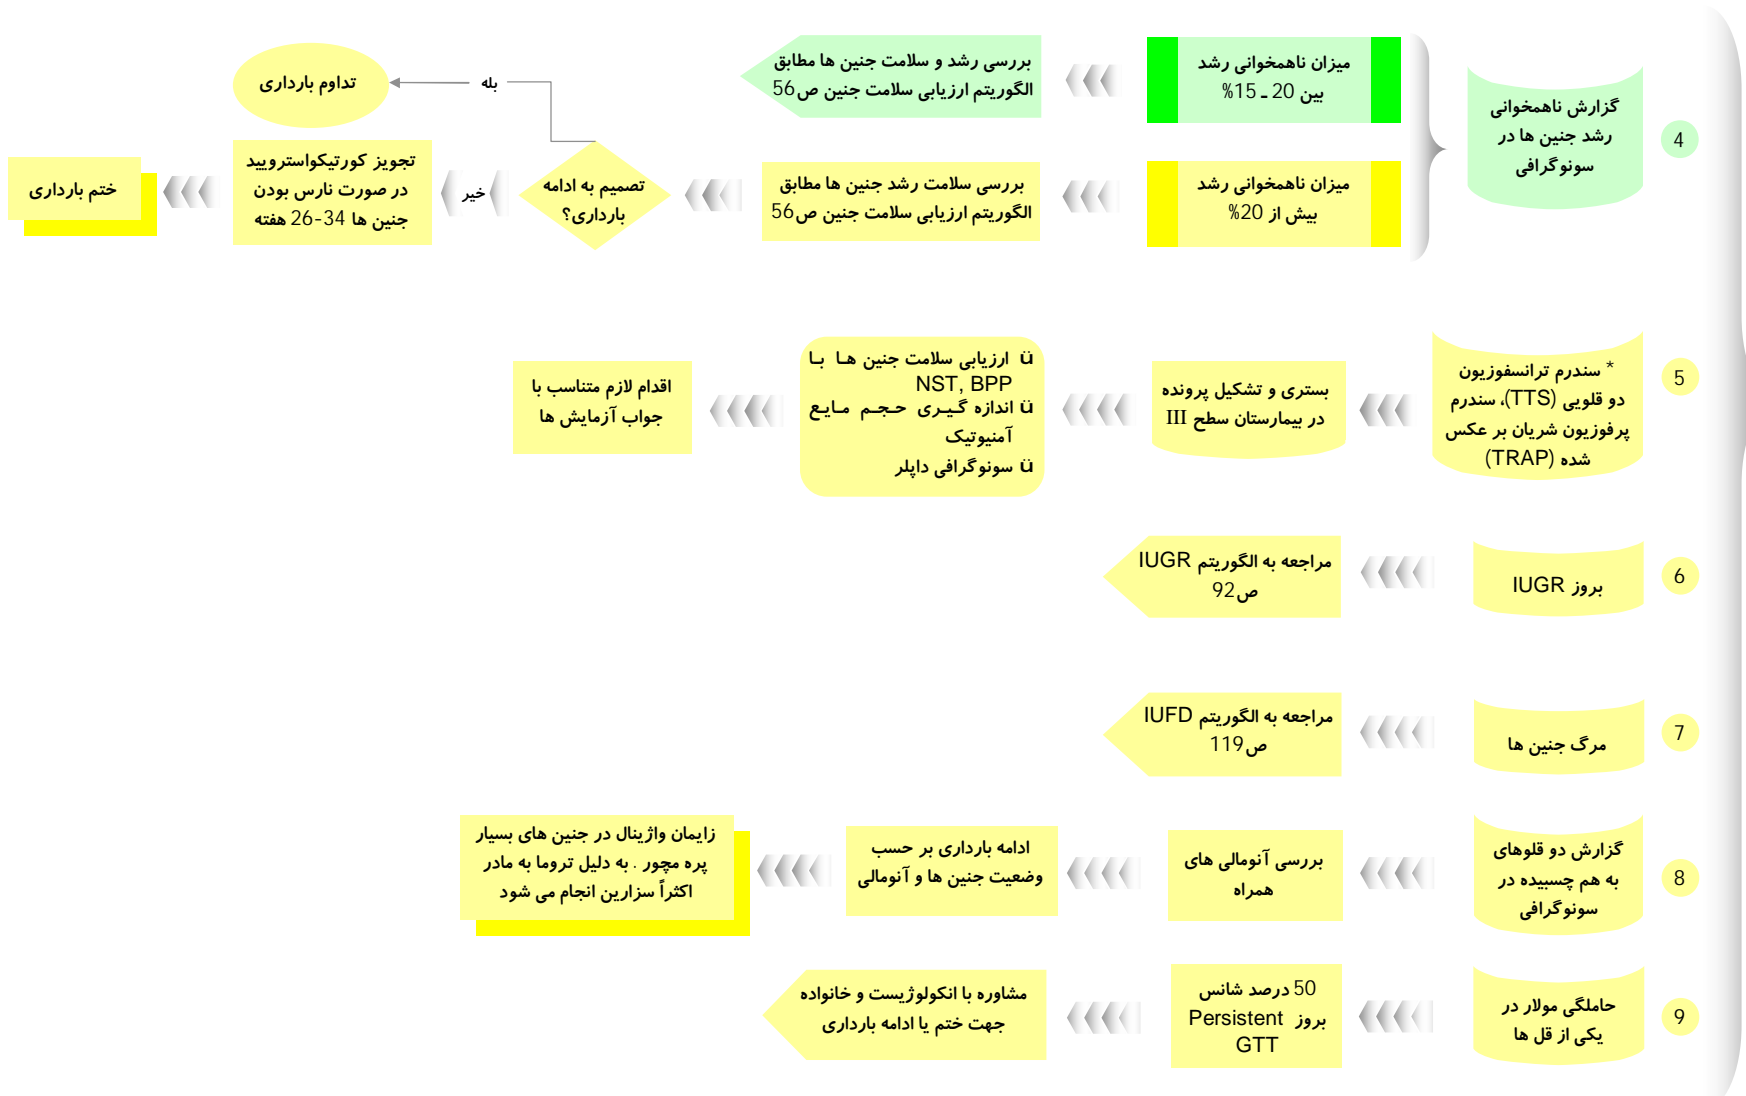 4
گزارش ناهمخوانی
رشد جنین ها در
سونوگرافی
میزان ناهمخوانی رشد
بین 20 ـ 15%
بررسی رشد و سلامت جنین ها مطابق
الگوریتم ارزیابی سلامت جنین ص56
میزان ناهمخوانی رشد
بیش از 20%
بررسی سلامت رشد جنین ها مطابق
الگوریتم ارزیابی سلامت جنین ص56
تصمیم به ادامه
بارداری؟
بله
تداوم بارداری
خیر
تجویز کورتیکواسترویید
در صورت نارس بودن
جنین ها 34-26 هفته
ختم بارداری
5
* سندرم ترانسفوزیون
دو قلویی (TTS)، سندرم
پرفوزیون شریان بر عکس
شده (TRAP)
بستری و تشکیل پرونده
در بیمارستان سطح III
ü ارزیابی سلامت جنین ها با
NST, BPP
ü اندازه گیری حجم مایع
آمنیوتیک
ü سونوگرافی داپلر
اقدام لازم متناسب با
جواب آزمایش ها
6
بروز IUGR
مراجعه به الگوریتم IUGR
ص92
7
مرگ جنین ها
مراجعه به الگوریتم IUFD
ص119
8
گزارش دو قلوهای
به هم چسبیده در
سونوگرافی
بررسی آنومالی های
همراه
ادامه بارداری بر حسب
وضعیت جنین ها و آنومالی
زایمان واژینال در جنین های بسیار
پره مچور . به دلیل تروما به مادر
اکثراً سزارین انجام می شود
9
حاملگی مولار در
یکی از قل ها
50 درصد شانس
بروز Persistent
GTT
مشاوره با انکولوژیست و خانواده
جهت ختم یا ادامه بارداری